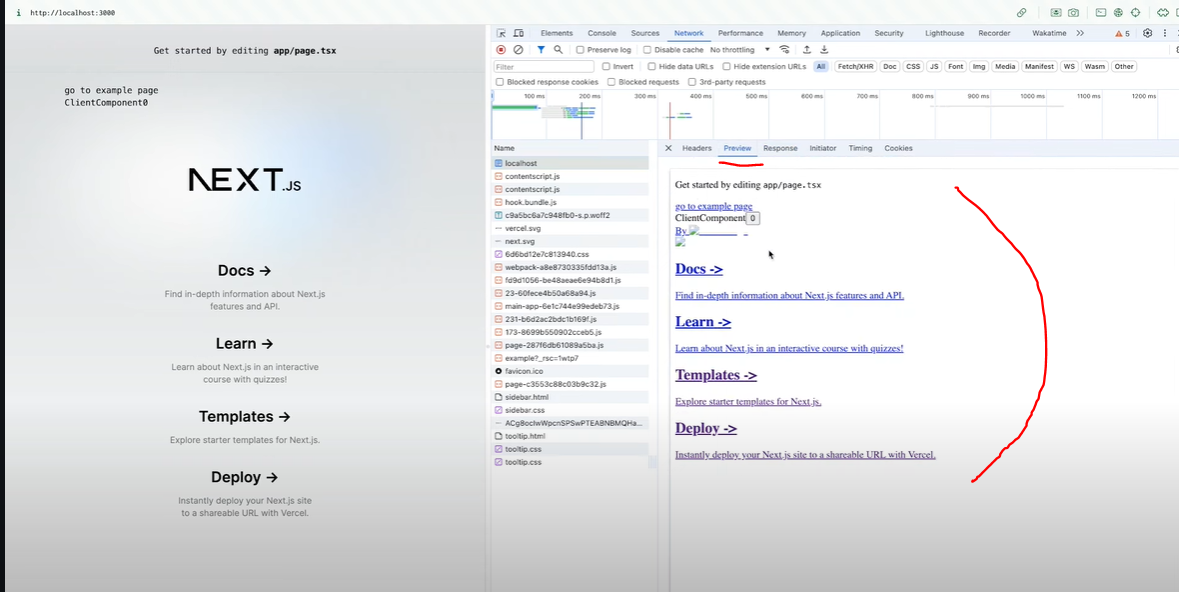 http://localhost:3000
Get started by editing app/page.tsx
go to example page
ClientComponent0
NEXT.JS
Docs ->
Find in-depth information about Next.js
features and API.
Learn ->
Learn about Next.js in an interactive
course with quizzes!
Templates ->
Explore starter templates for Next.js.
Deploy ->
Instantly deploy your Next.js site
to a shareable URL with Vercel.
Elements Console Sources Network Performance Memory Application Security Lighthouse Recorder Wakatime >> 5
Preserve log Disable cache No throttling
Filter Invert Hide data URLs Hide extension URLs All Fetch/XHR Doc CSS JS Font Img Media Manifest WS Wasm Other
Blocked response cookies Blocked requests 3rd-party requests
100 ms 200 ms 300 ms 400 ms 500 ms 600 ms 700 ms 800 ms 900 ms 1000 ms 1100 ms 1200 ms
Name
localhost
contentscript.js
contentscript.js
hook.bundle.js
c9a5bc6a7c948fb0-s.p.woff2
vercel.svg
next.svg
6d6bd12e7c813940.css
webpack-a8e8730335fdd13a.js
fd9d1056-be48aeae6e94b8d1.js
23-60fece4b50a68a94.js
main-app-6e1c744e99edeb73.js
231-b6d2ac2bdc1b169f.js
173-8699b550902cceb5.js
page-287f6db61089a5ba.js
example?_rsc=1wtp7
favicon.ico
page-c3553c88c03b9c32.js
sidebar.html
sidebar.css
tooltip.html
tooltip.css
tooltip.css
Headers Preview Response Initiator Timing Cookies
Get started by editing app/page.tsx
go to example page
ClientComponent 0
By
Docs ->
Find in-depth information about Next.js features and API.
Learn ->
Learn about Next.js in an interactive course with quizzes!
Templates ->
Explore starter templates for Next.js.
Deploy ->
Instantly deploy your Next.js site to a shareable URL with Vercel.